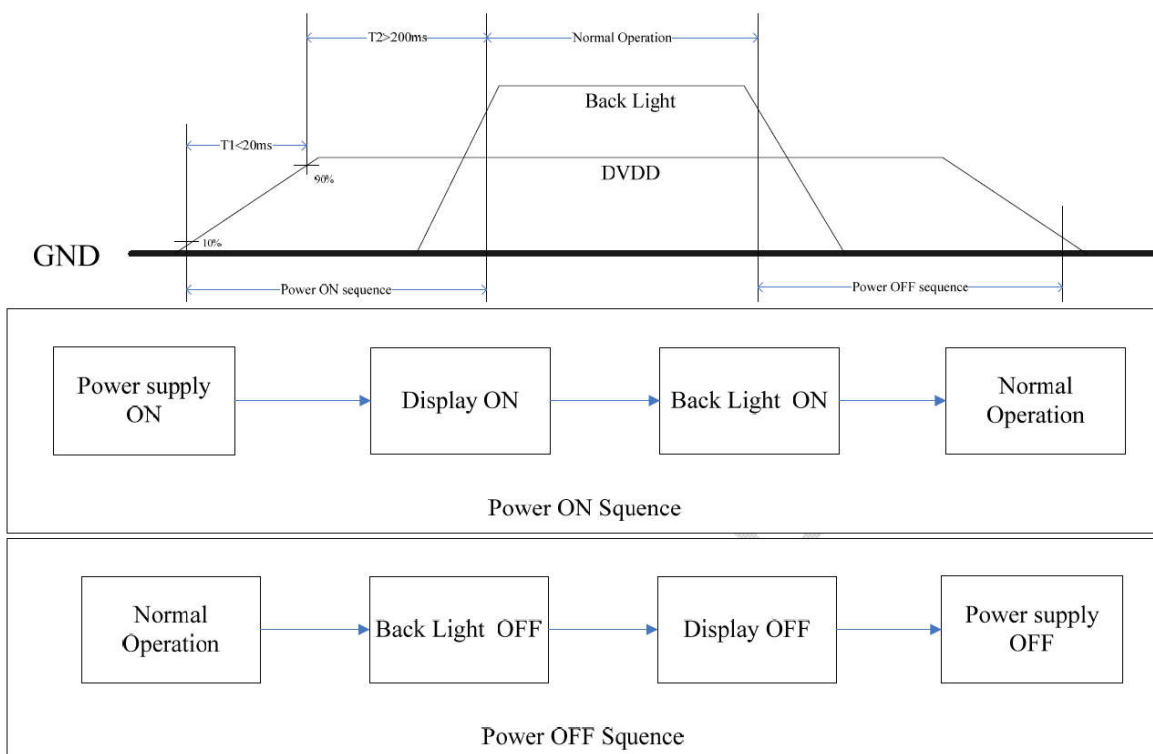 T2>200ms
Normal Operation
Back Light
T1<20ms
DVDD
90%
10%
GND
Power ON sequence
Power OFF sequence
Power supply
ON
Display ON
Back Light ON
Normal
Operation
Power ON Squence
Normal
Operation
Back Light OFF
Display OFF
Power supply
OFF
Power OFF Squence